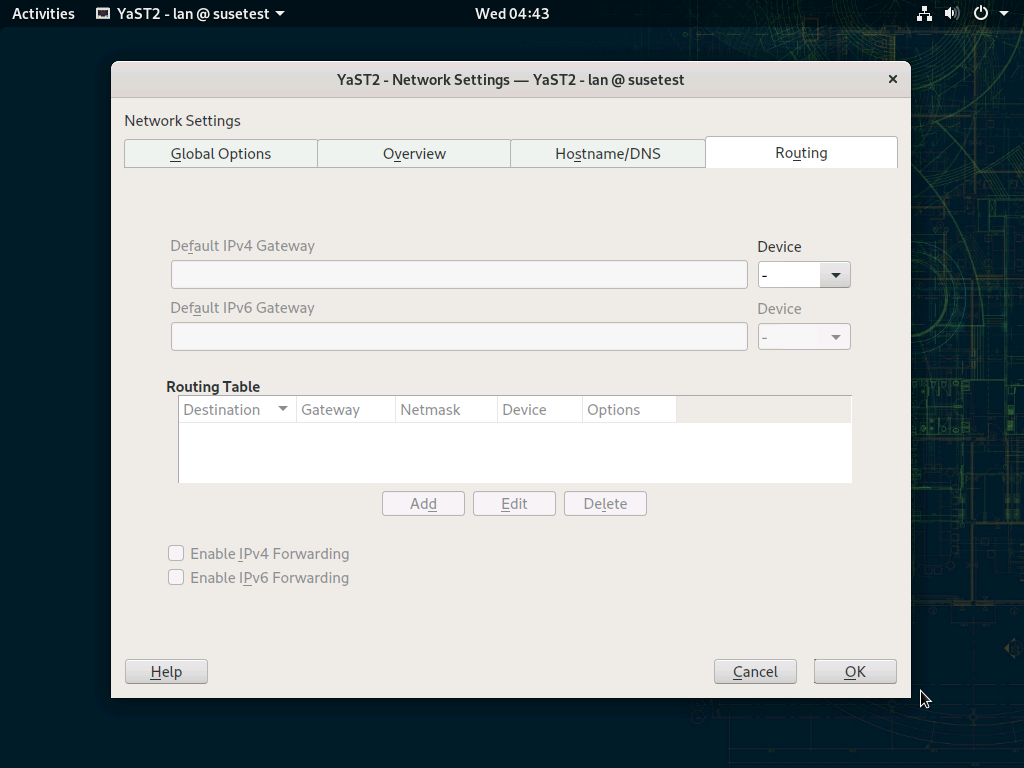 Activities YaST2 - lan @ susetest Wed 04:43
YaST2 - Network Settings — YaST2 - lan @ susetest
Network Settings
Global Options Overview Hostname/DNS Routing
Default IPv4 Gateway Device
-
Default IPv6 Gateway Device
-
Routing Table
Destination Gateway Netmask Device Options
Add Edit Delete
Enable IPv4 Forwarding
Enable IPv6 Forwarding
Help Cancel OK